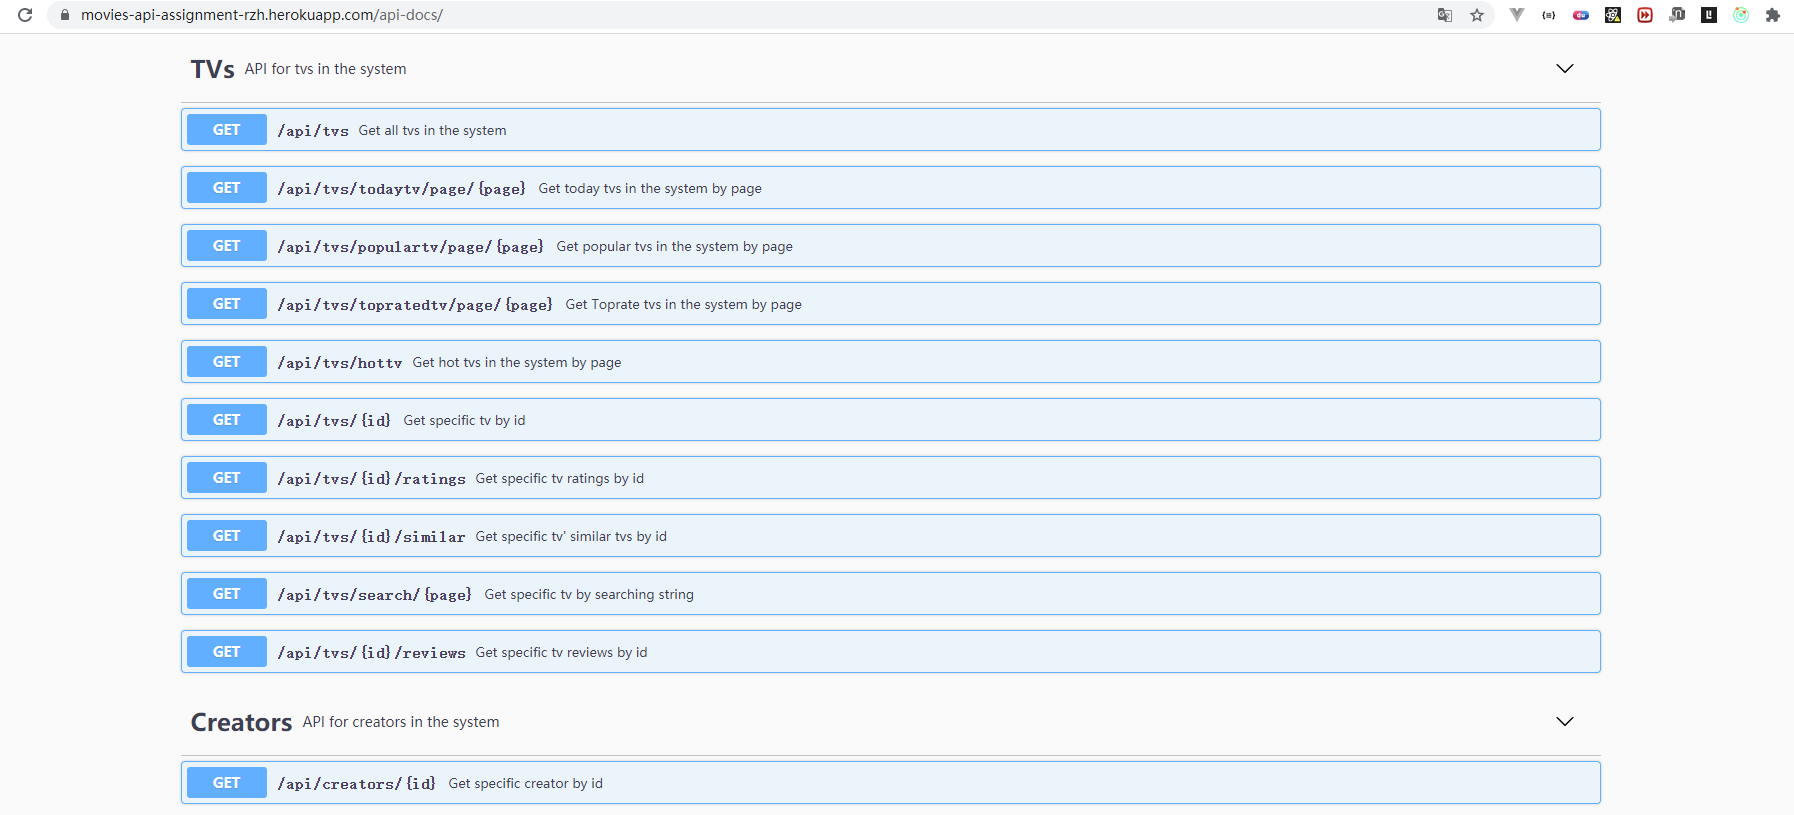 movies-api-assignment-rzh.herokuapp.com/api-docs/
TVs API for tvs in the system
GET /api/tvs Get all tvs in the system
GET /api/tvs/todaytv/page/{page} Get today tvs in the system by page
GET /api/tvs/populartv/page/{page} Get popular tvs in the system by page
GET /api/tvs/topratedtv/page/{page} Get Toprate tvs in the system by page
GET /api/tvs/hottv Get hot tvs in the system by page
GET /api/tvs/{id} Get specific tv by id
GET /api/tvs/{id}/ratings Get specific tv ratings by id
GET /api/tvs/{id}/similar Get specific tv' similar tvs by id
GET /api/tvs/search/{page} Get specific tv by searching string
GET /api/tvs/{id}/reviews Get specific tv reviews by id
Creators API for creators in the system
GET /api/creators/{id} Get specific creator by id